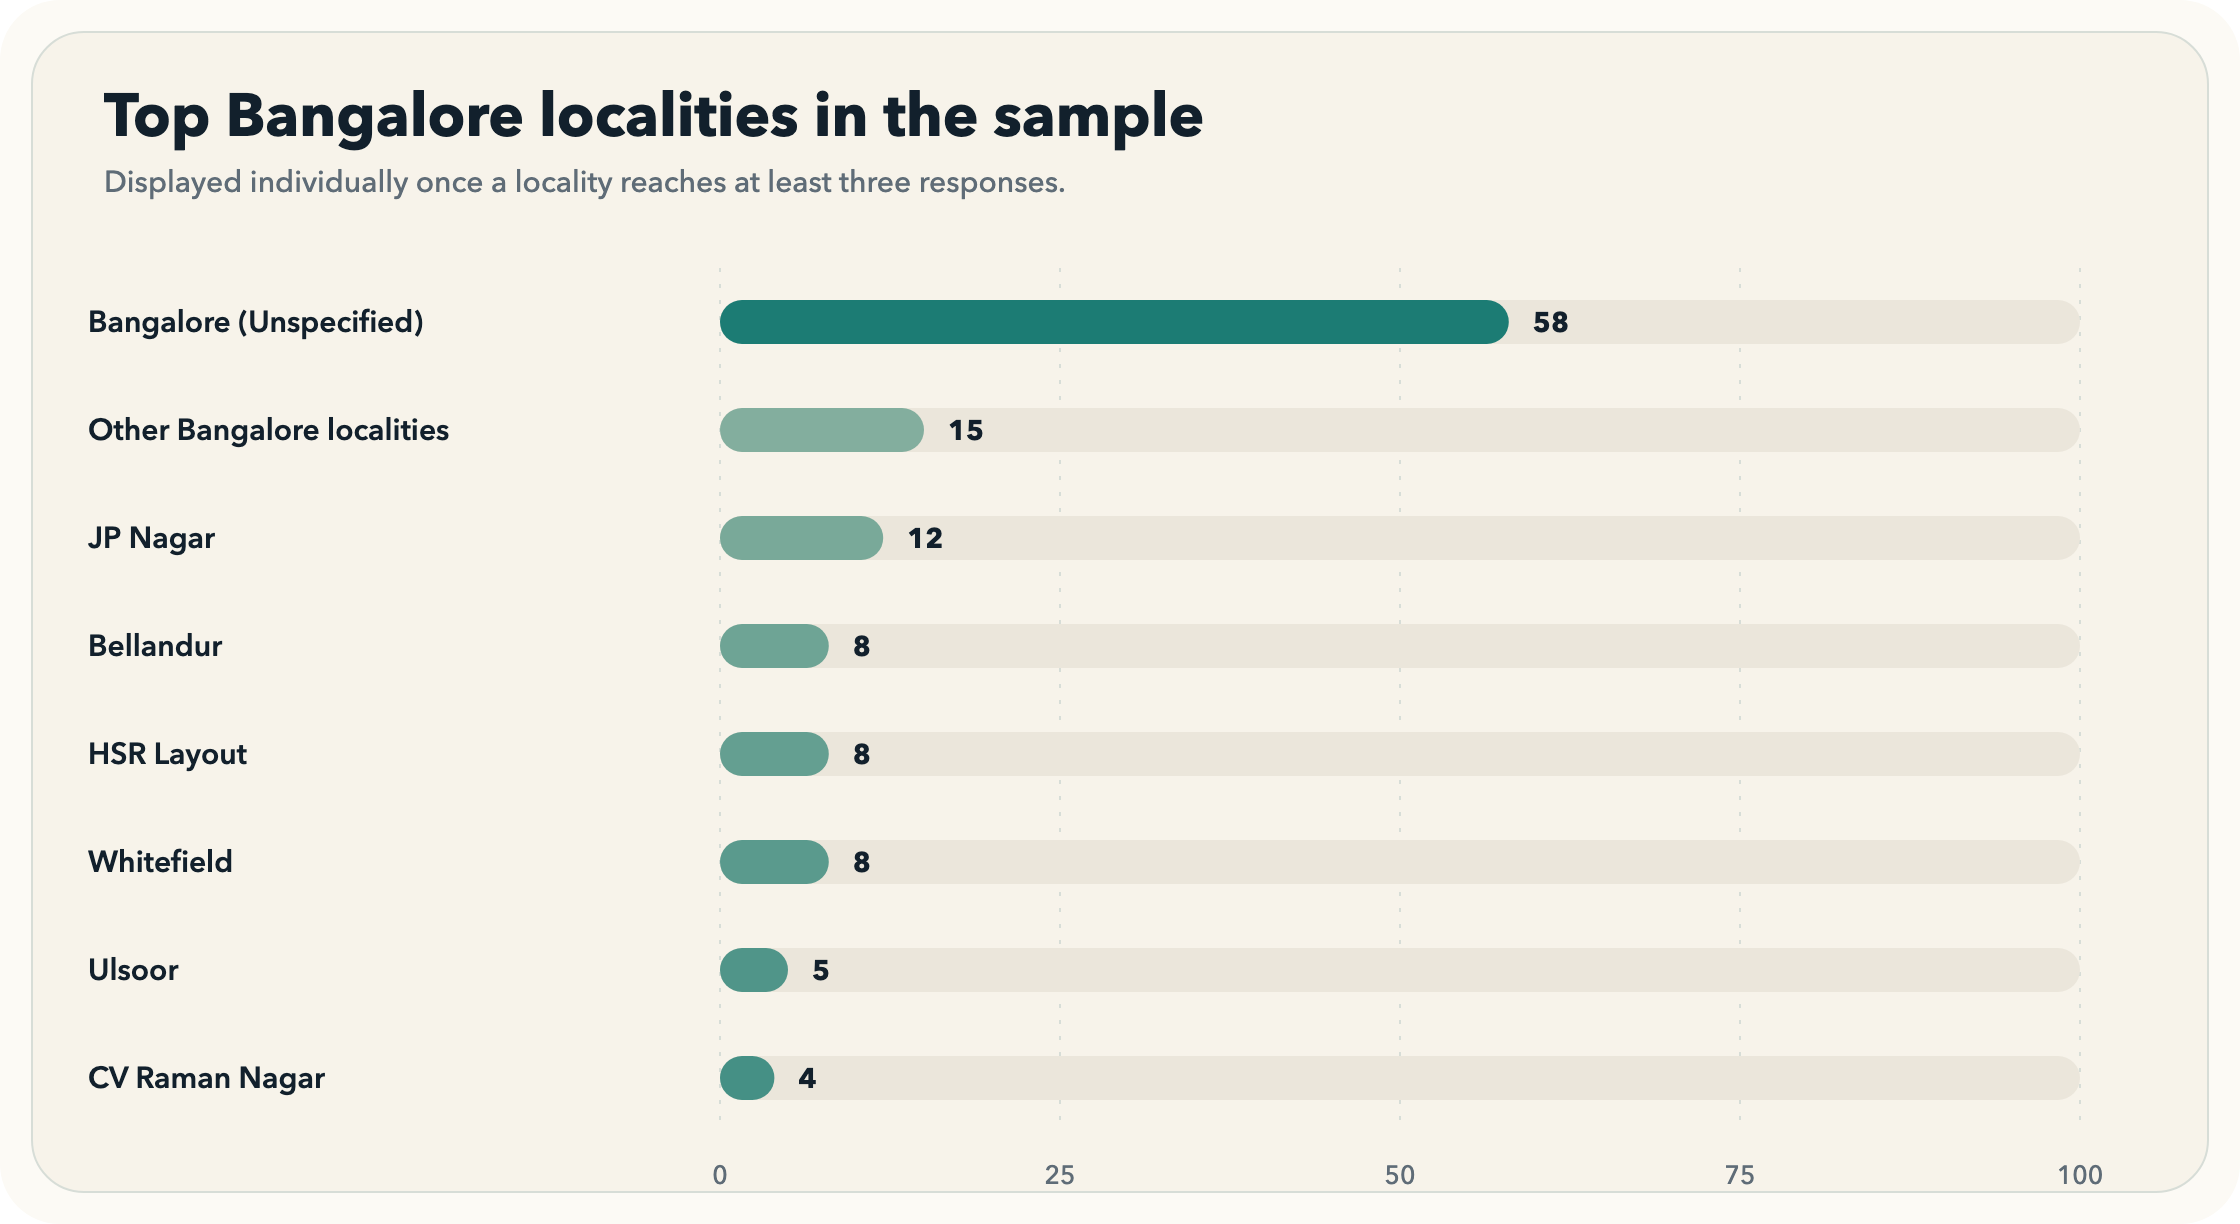 Top Bangalore localities in the sample
Displayed individually once a locality reaches at least three responses.
Bangalore (Unspecified) 58
Other Bangalore localities 15
JP Nagar 12
Bellandur 8
HSR Layout 8
Whitefield 8
Ulsoor 5
CV Raman Nagar 4
0 25 50 75 100